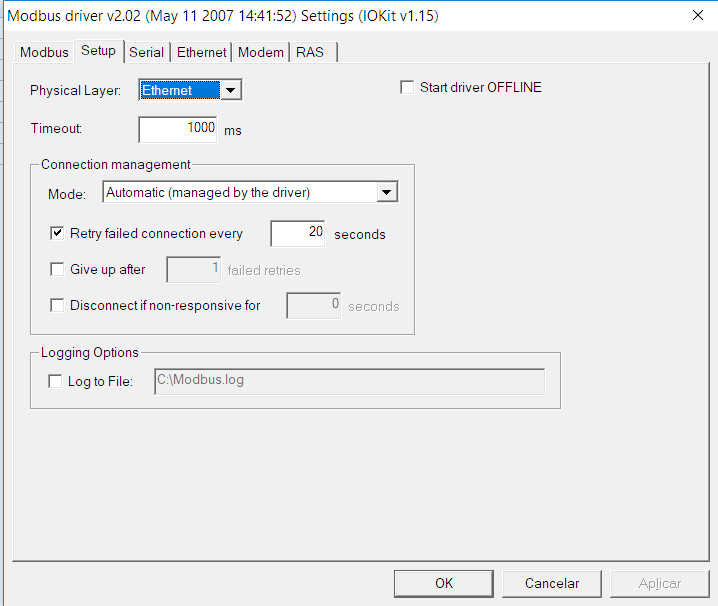 Modbus driver v2.02 (May 11 2007 14:41:52) Settings (IOKit v1.15)
Modbus Setup Serial Ethernet Modem RAS
Physical Layer: Ethernet Start driver OFFLINE
Timeout: 1000 ms
Connection management
Mode: Automatic (managed by the driver)
Retry failed connection every 20 seconds
Give up after 1 failed retries
Disconnect if non-responsive for 0 seconds
Logging Options
Log to File: C:\Modbus.log
OK Cancelar Aplicar